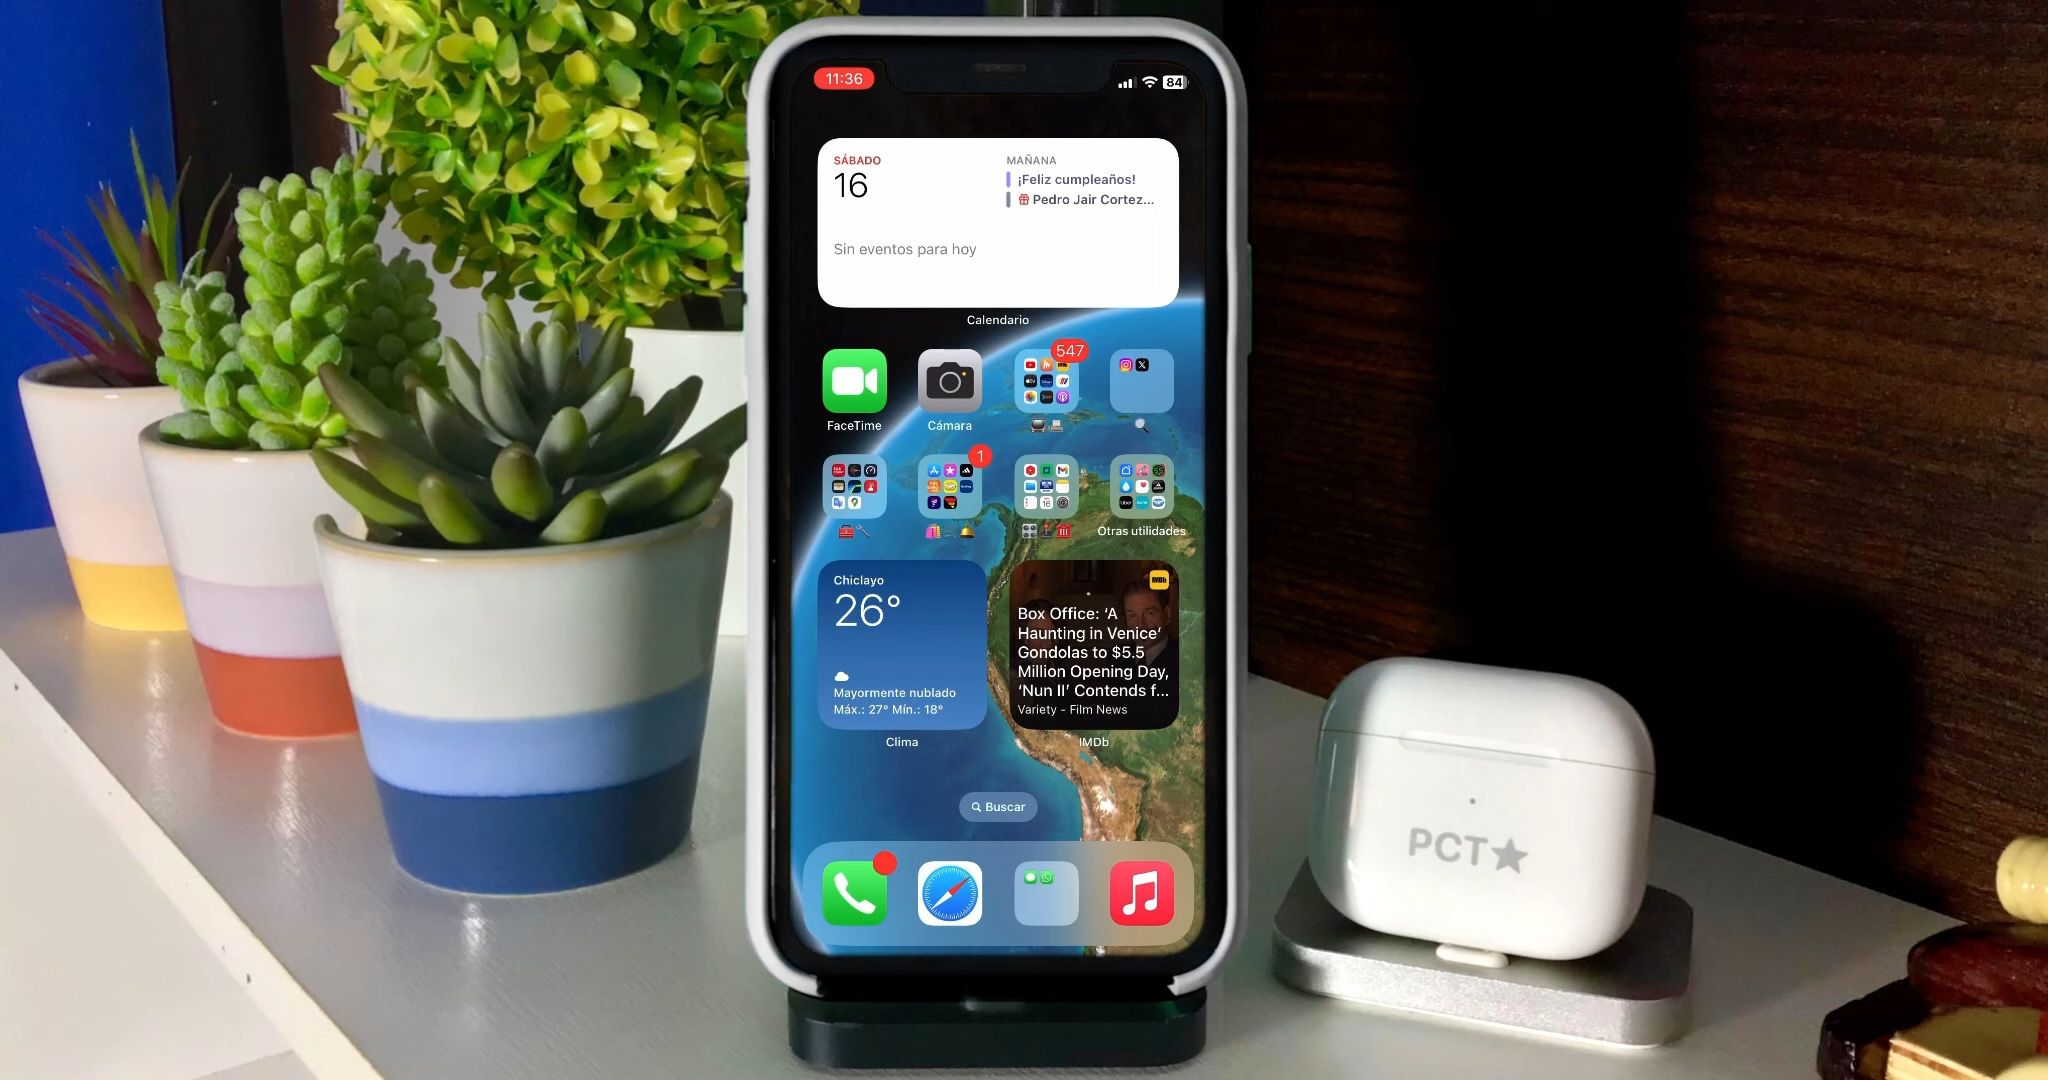 11:36
84
SÁBADO
16
Sin eventos para hoy
MAÑANA
¡Feliz cumpleaños!
Pedro Jair Cortez...
Calendario
547
FaceTime
Cámara
1
Otras utilidades
Chiclayo
26°
Mayormente nublado
Máx.: 27° Mín.: 18°
Clima
IMDb
Box Office: ‘A
Haunting in Venice’
Gondolas to $5.5
Million Opening Day,
‘Nun II’ Contends f...
Variety - Film News
IMDb
Buscar
PCT★